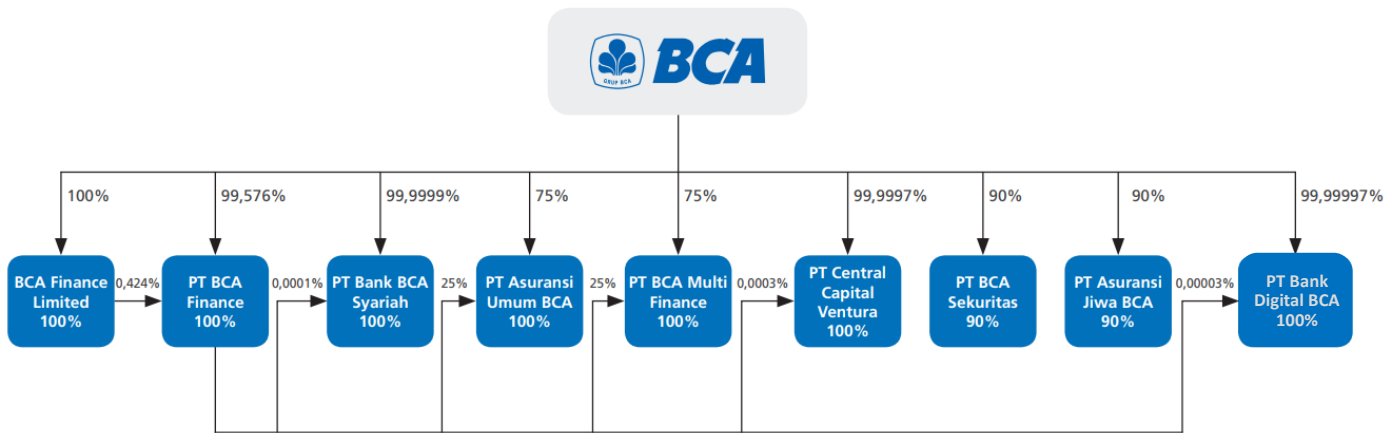 GRUP BCA
BCA
100%
99,576%
99,9999%
75%
75%
99,9997%
90%
90%
99,99997%
BCA Finance
Limited
100%
0,424%
PT BCA
Finance
100%
0,0001%
PT Bank BCA
Syariah
100%
25%
PT Asuransi
Umum BCA
100%
25%
PT BCA Multi
Finance
100%
0,0003%
PT Central
Capital
Ventura
100%
PT BCA
Sekuritas
90%
PT Asuransi
Jiwa BCA
90%
0,00003%
PT Bank
Digital BCA
100%